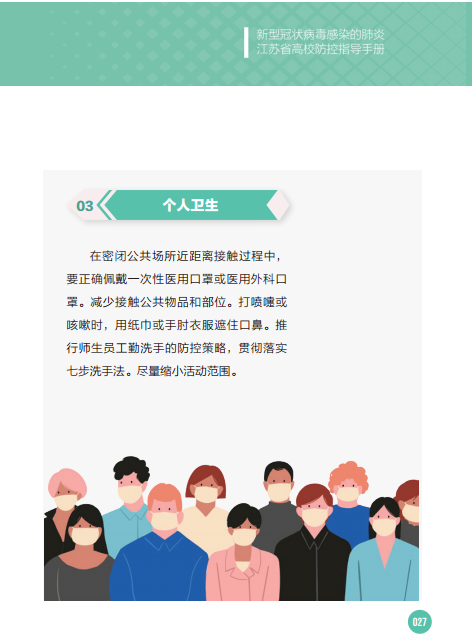 新型冠状病毒感染的肺炎
江苏省高校防控指导手册
03 个人卫生
在密闭公共场所近距离接触过程中，
要正确佩戴一次性医用口罩或医用外科口
罩。减少接触公共物品和部位。打喷嚏或
咳嗽时，用纸巾或手肘衣服遮住口鼻。推
行师生员工勤洗手的防控策略，贯彻落实
七步洗手法。尽量缩小活动范围。
027